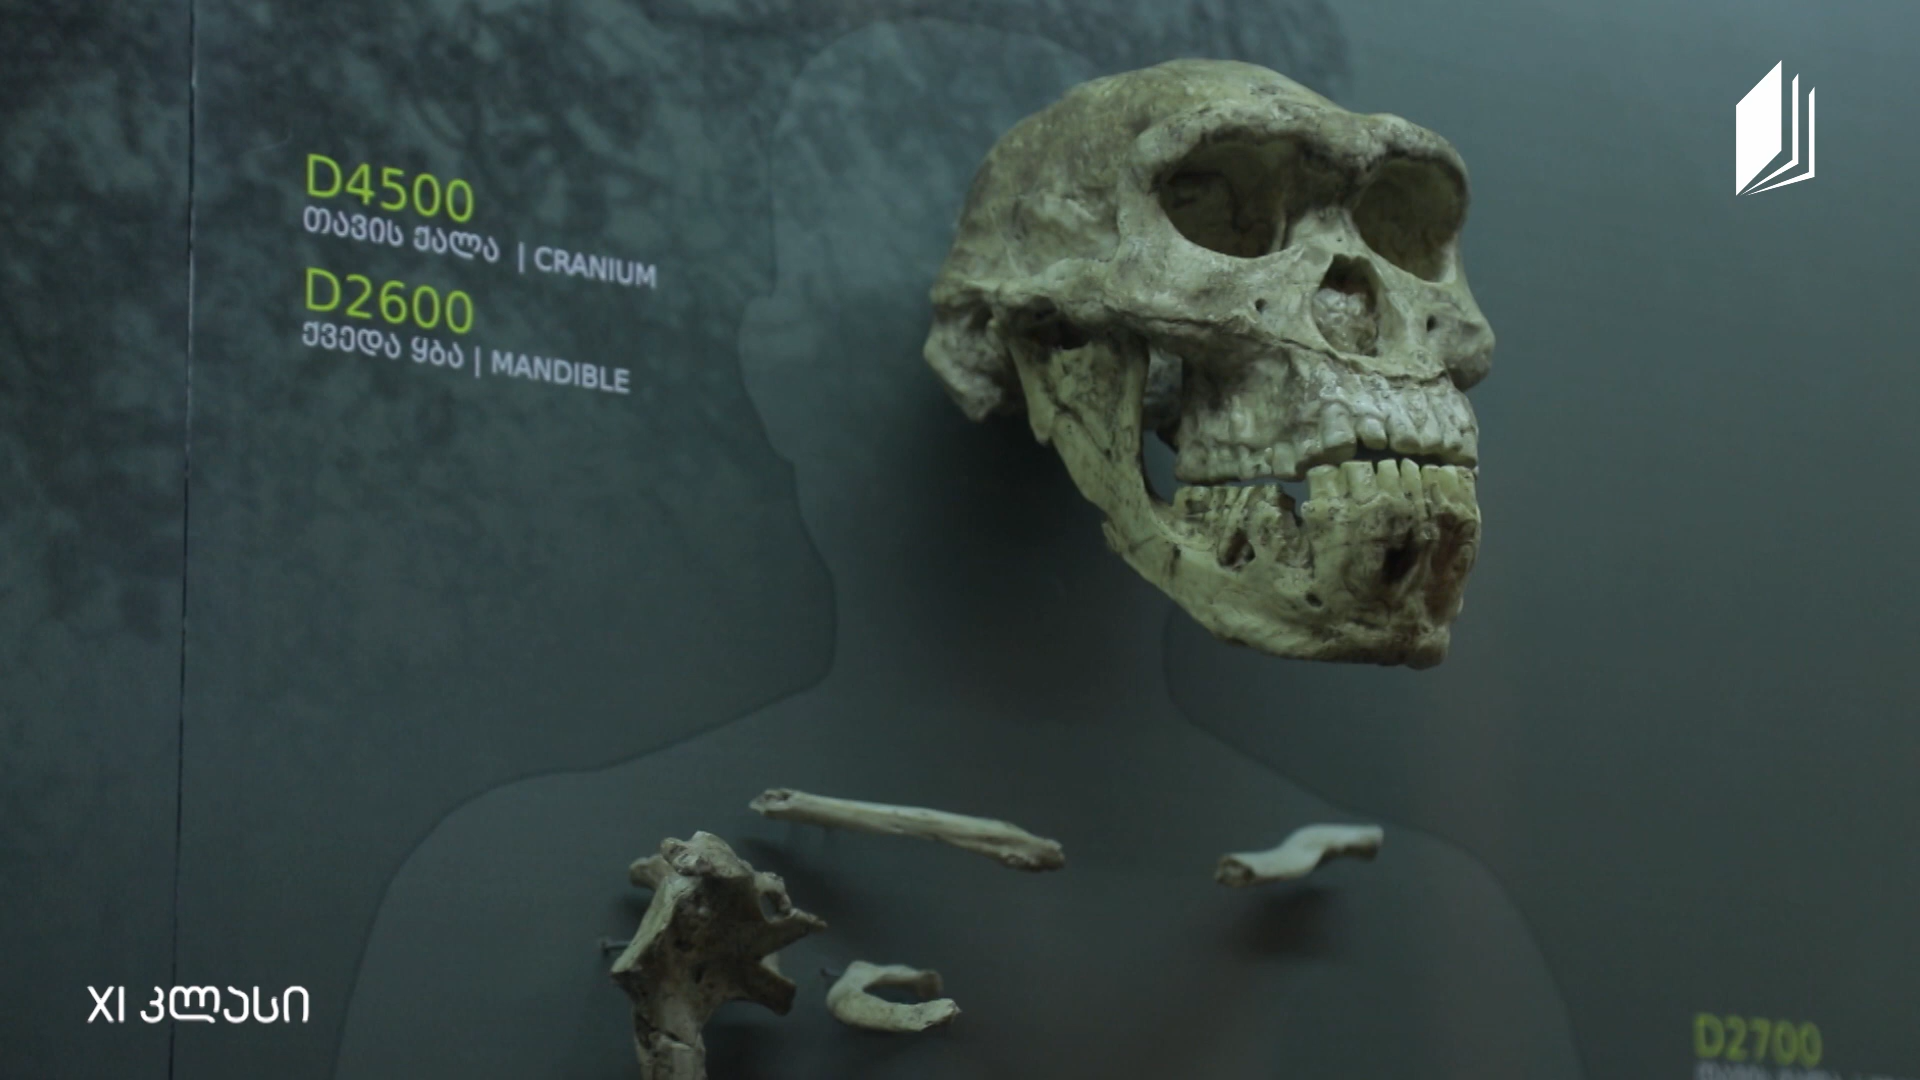 D4500
თავის ქალა | CRANIUM
D2600
ქვედა ყბა | MANDIBLE
XI კლასი
D2700